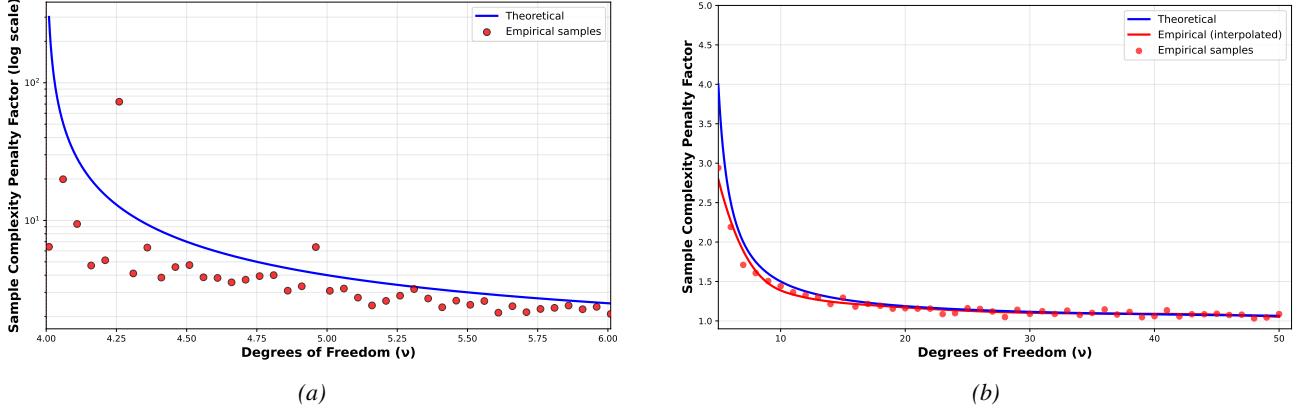 Sample Complexity Penalty Factor (log scale)
10²
10¹
4.00 4.25 4.50 4.75 5.00 5.25 5.50 5.75 6.00
Degrees of Freedom (ν)
Theoretical
Empirical samples
(a)
Sample Complexity Penalty Factor
5.0
4.5
4.0
3.5
3.0
2.5
2.0
1.5
1.0
10 20 30 40 50
Degrees of Freedom (ν)
Theoretical
Empirical (interpolated)
Empirical samples
(b)